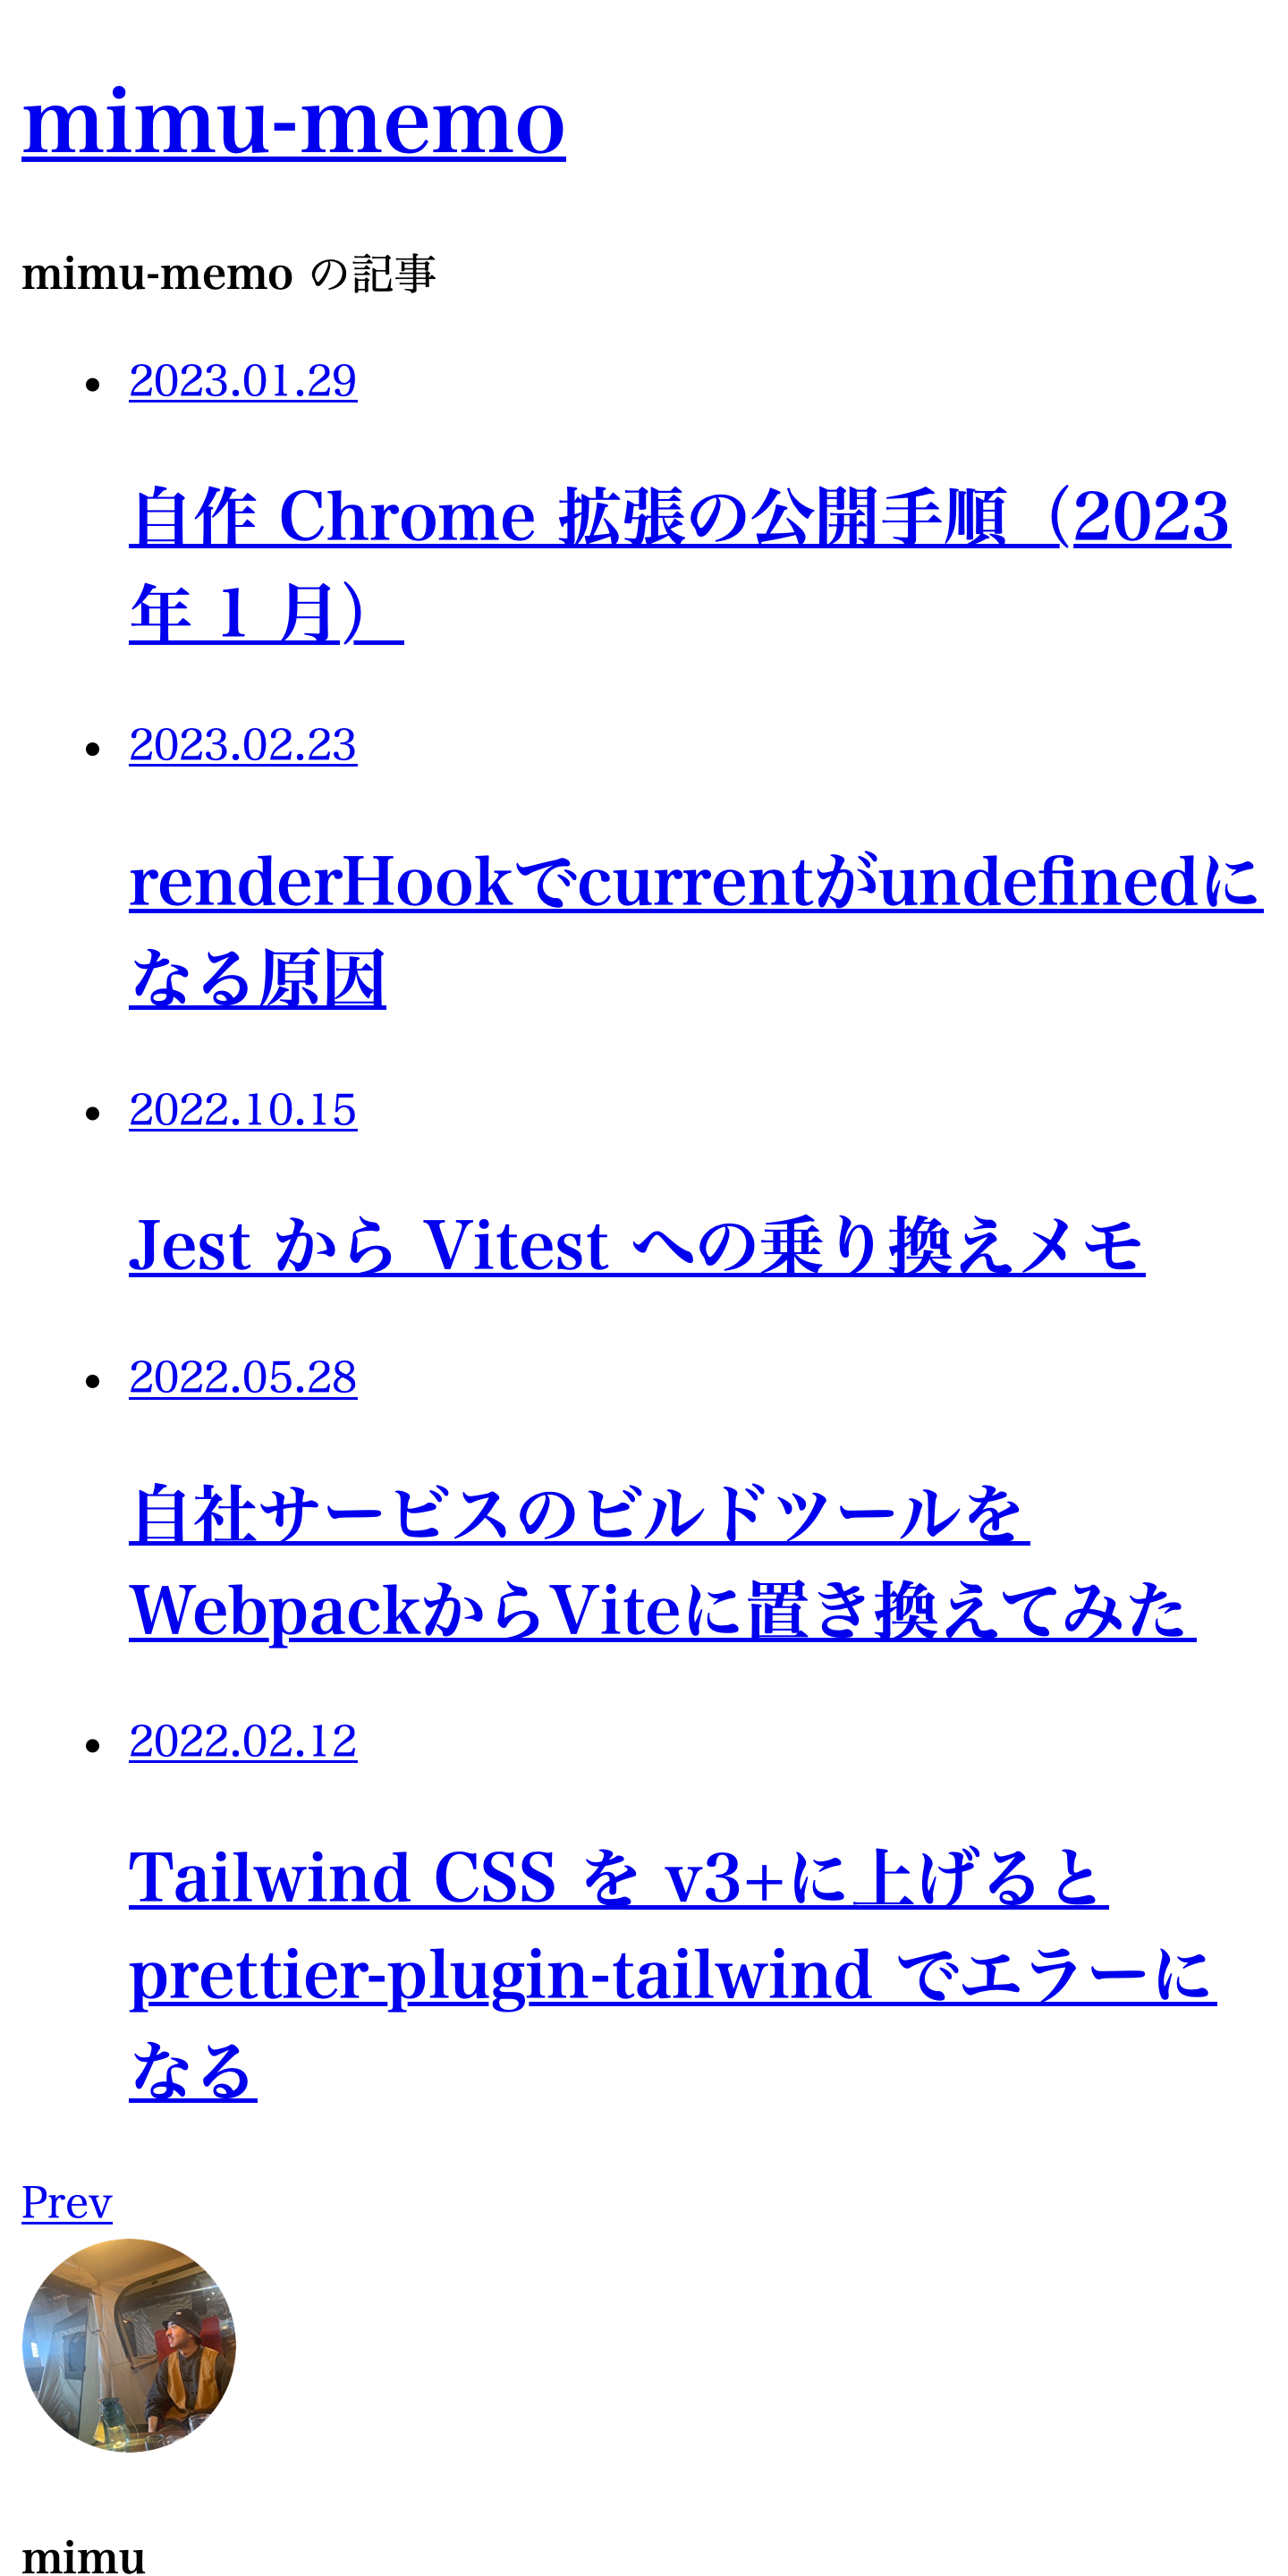 mimu-memo
mimu-memo の記事
2023.01.29
自作 Chrome 拡張の公開手順（2023
年 1 月）
2023.02.23
renderHookでcurrentがundefinedに
なる原因
2022.10.15
Jest から Vitest への乗り換えメモ
2022.05.28
自社サービスのビルドツールを
WebpackからViteに置き換えてみた
2022.02.12
Tailwind CSS を v3+に上げると
prettier-plugin-tailwind でエラーに
なる
Prev
mimu